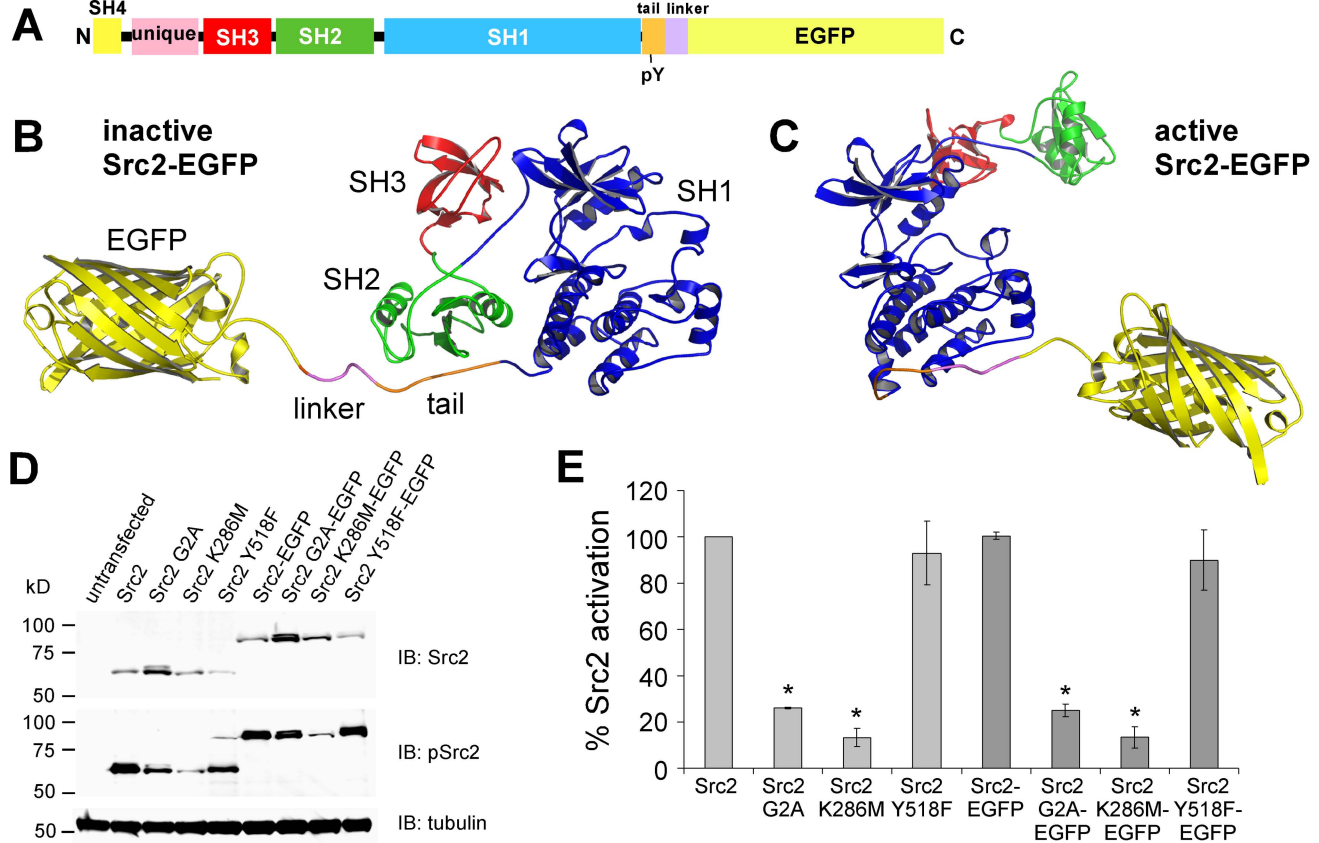 A
SH4
N
unique
SH3
SH2
SH1
tail linker
EGFP
C
pY
B
inactive
Src2-EGFP
EGFP
SH3
SH2
SH1
linker
tail
C
active
Src2-EGFP
D
kD
untransfected
Src2
Src2 G2A
Src2 K286M
Src2 Y518F
Src2-EGFP
Src2 G2A-EGFP
Src2 K286M-EGFP
Src2 Y518F-EGFP
100
75
50
IB: Src2
100
75
50
IB: pSrc2
50
IB: tubulin
E
% Src2 activation
120
100
80
60
40
20
0
* * * *
Src2
Src2 G2A
Src2 K286M
Src2 Y518F
Src2-EGFP
Src2 G2A-EGFP
Src2 K286M-EGFP
Src2 Y518F-EGFP